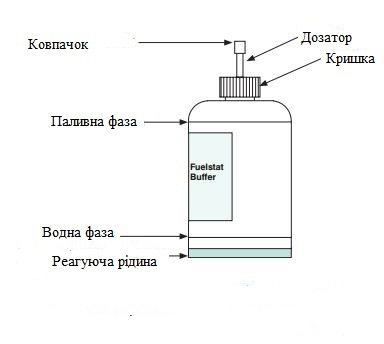 Ковпачок
Дозатор
Кришка
Паливна фаза
Fuelstat
Buffer
Водна фаза
Реагуюча рідина